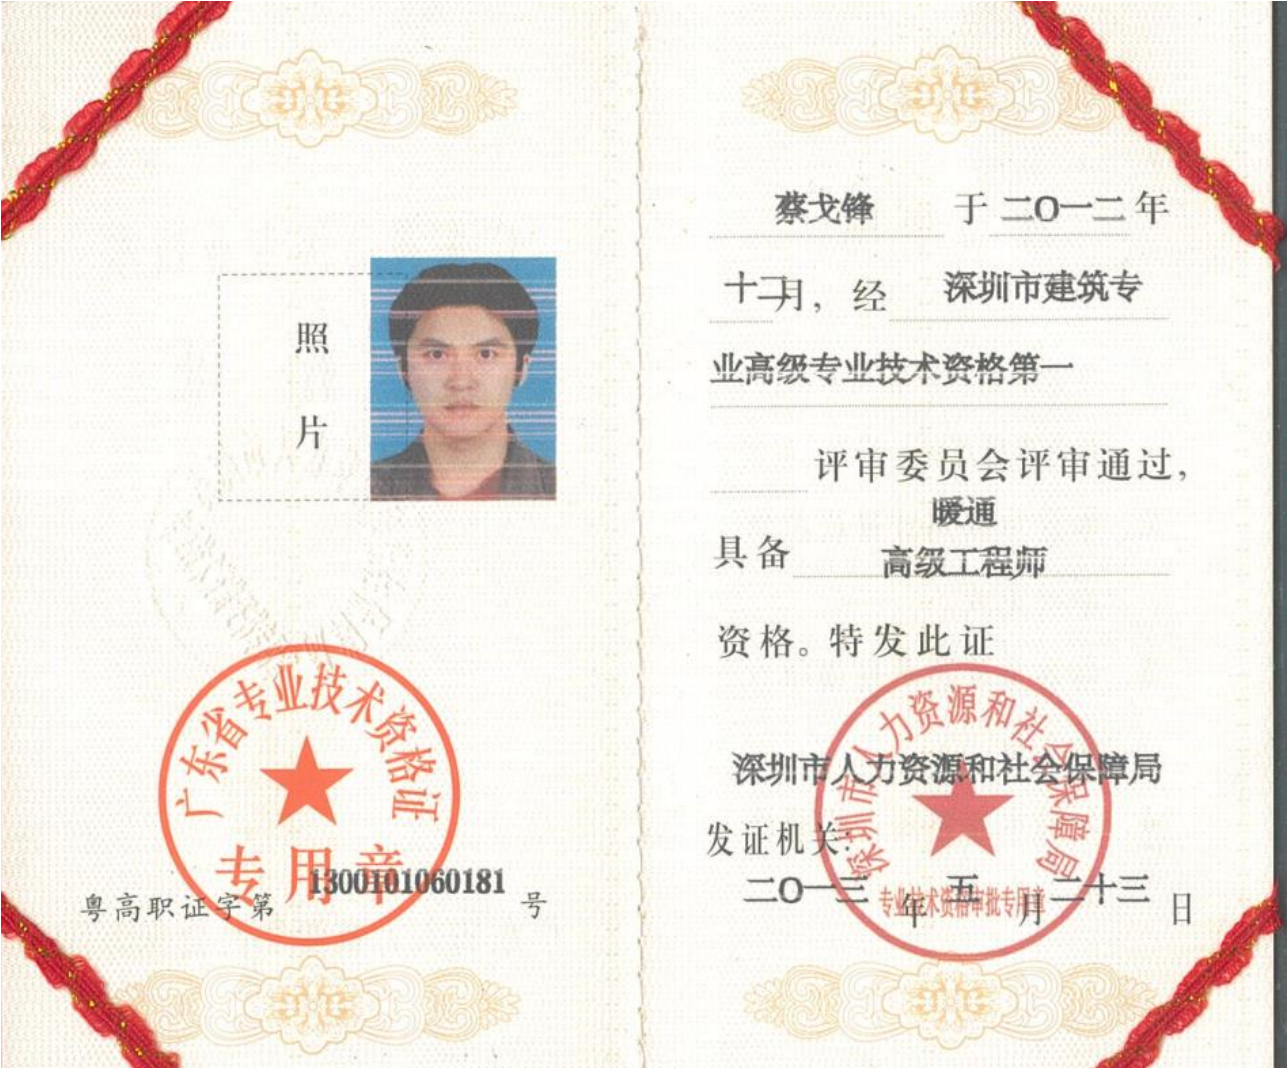 照
片
广东省专业技术资格证
专用章
粤高职证字第 1300101060181 号
蔡戈锋 于 二O一二 年
十二月，经 深圳市建筑专
业高级专业技术资格第一
评审委员会评审通过，
暖通
具备 高级工程师
资格。特发此证
深圳市人力资源和社会保障局
深圳市人力资源和社会保障局
发证机关：
二O一三 年 五 月 二十三 日
专业技术资格审批专用章